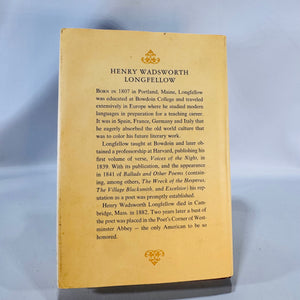 HENRY WADSWORTH
LONGFELLOW
BORN IN 1807 in Portland, Maine, Longfellow
was educated at Bowdoin College and traveled
extensively in Europe where he studied modern
languages in preparation for a teaching career.
It was in Spain, France, Germany and Italy that
he eagerly absorbed the old world culture that
was to color his future literary work.
Longfellow taught at Bowdoin and later ob-
tained a professorship at Harvard, publishing his
first volume of verse, Voices of the Night, in
1839. With its publication, and the appearance
in 1841 of Ballads and Other Poems (contain-
ing, among others, The Wreck of the Hesperus,
The Village Blacksmith, and Excelsior) his rep-
utation as a poet was promptly established.
Henry Wadsworth Longfellow died in Cam-
bridge, Mass. in 1882. Two years later a bust of
the poet was placed in the Poet's Corner of West-
minster Abbey — the only American to be so
honored.